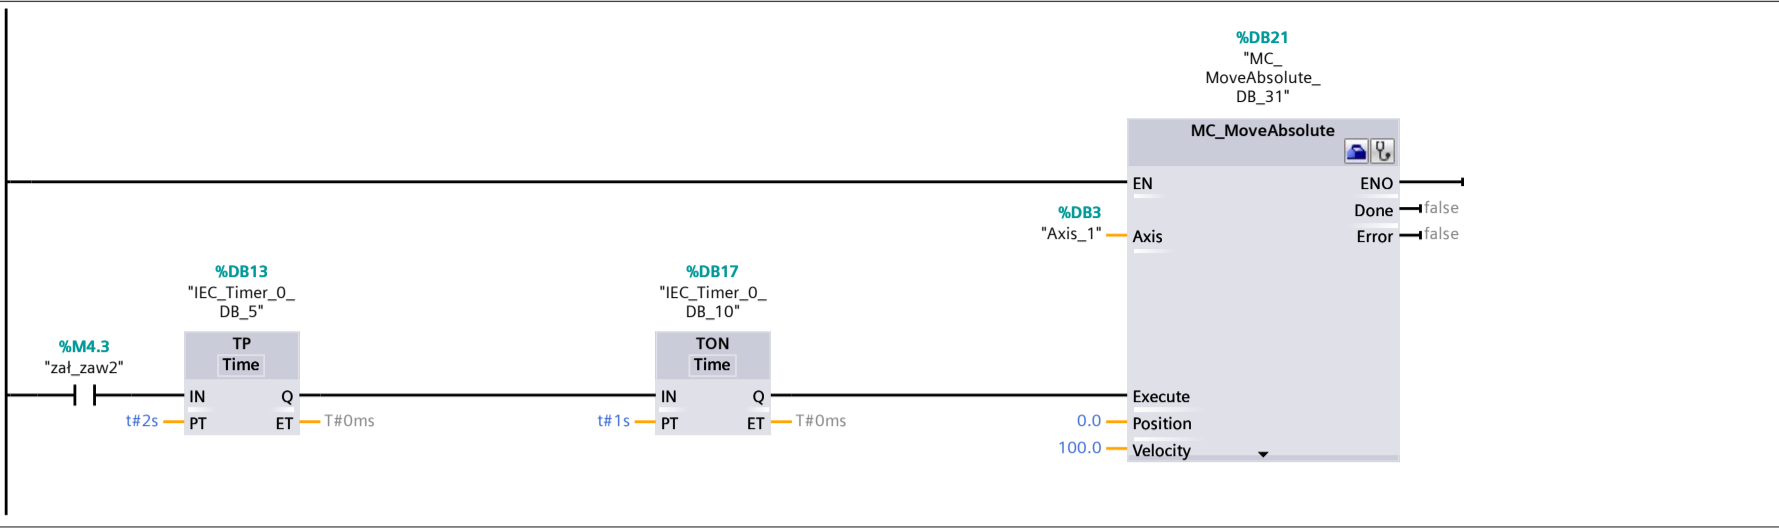 %DB21
"MC_
MoveAbsolute_
DB_31"
MC_MoveAbsolute
EN ENO
Done false
%DB3
"Axis_1" Axis Error false
%DB13 %DB17
"IEC_Timer_0_ "IEC_Timer_0_
DB_5" DB_10"
TP TON
%M4.3
"zał_zaw2" Time Time
IN Q IN Q Execute
t#2s PT ET T#0ms t#1s PT ET T#0ms 0.0 Position
100.0 Velocity